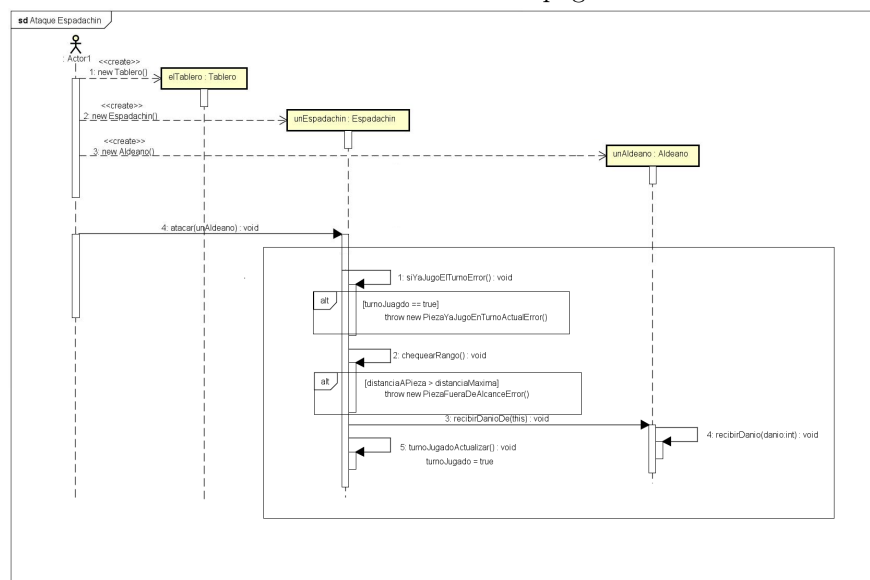 sd Ataque Espadachin
: Actor1
<<create>>
1: new Tablero()
elTablero : Tablero
<<create>>
2: new Espadachin()
unEspadachin : Espadachin
<<create>>
3: new Aldeano()
unAldeano : Aldeano
4: atacar(unAldeano) : void
1: siYaJugoElTurnoError() : void
alt
[turnoJuagdo == true]
throw new PiezaYaJugoEnTurnoActualError()
2: chequearRango() : void
alt
[distanciaAPieza > distanciaMaxima]
throw new PiezaFueraDeAlcanceError()
3: recibirDanioDe(this) : void
4: recibirDanio(danio:int) : void
5: turnoJugadoActualizar() : void
turnoJugado = true